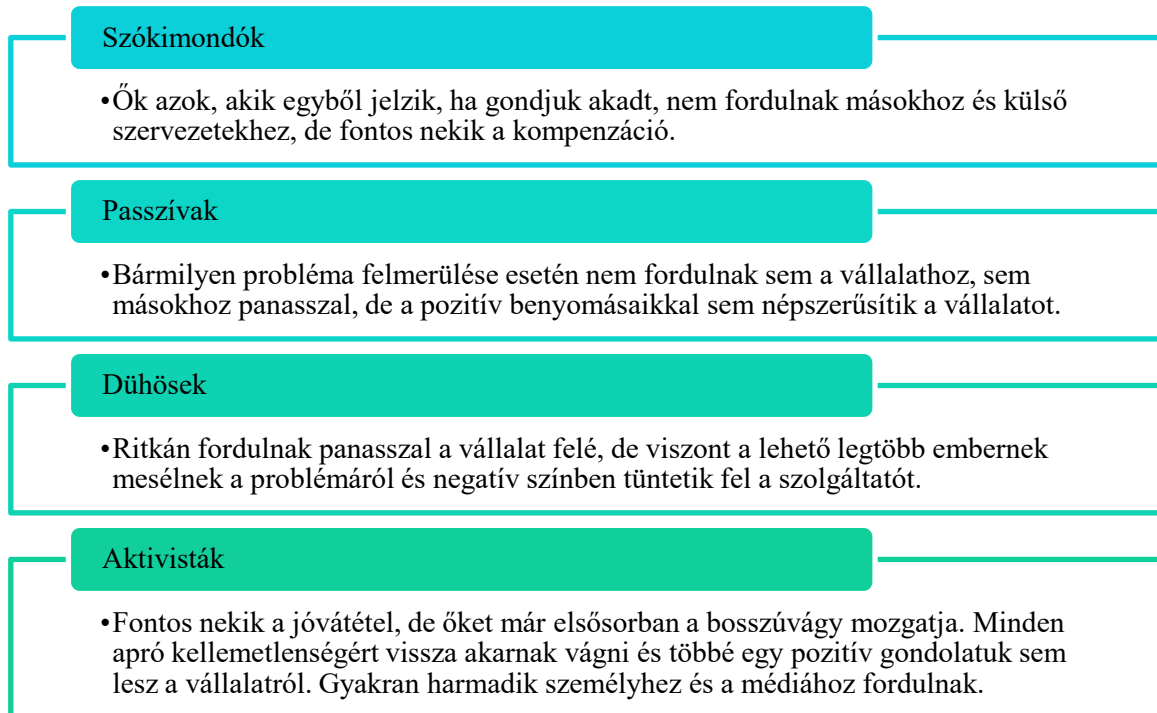 Szókimondók
•Ők azok, akik egyből jelzik, ha gondjuk akadt, nem fordulnak másokhoz és külső
szervezetekhez, de fontos nekik a kompenzáció.
Passzívak
•Bármilyen probléma felmerülése esetén nem fordulnak sem a vállalathoz, sem
másokhoz panasszal, de a pozitív benyomásaikkal sem népszerűsítik a vállalatot.
Dühösek
•Ritkán fordulnak panasszal a vállalat felé, de viszont a lehető legtöbb embernek
mesélnek a problémáról és negatív színben tüntetik fel a szolgáltatót.
Aktivisták
•Fontos nekik a jóvátétel, de őket már elsősorban a bosszúvágy mozgatja. Minden
apró kellemetlenségért vissza akarnak vágni és többé egy pozitív gondolatuk sem
lesz a vállalatról. Gyakran harmadik személyhez és a médiához fordulnak.